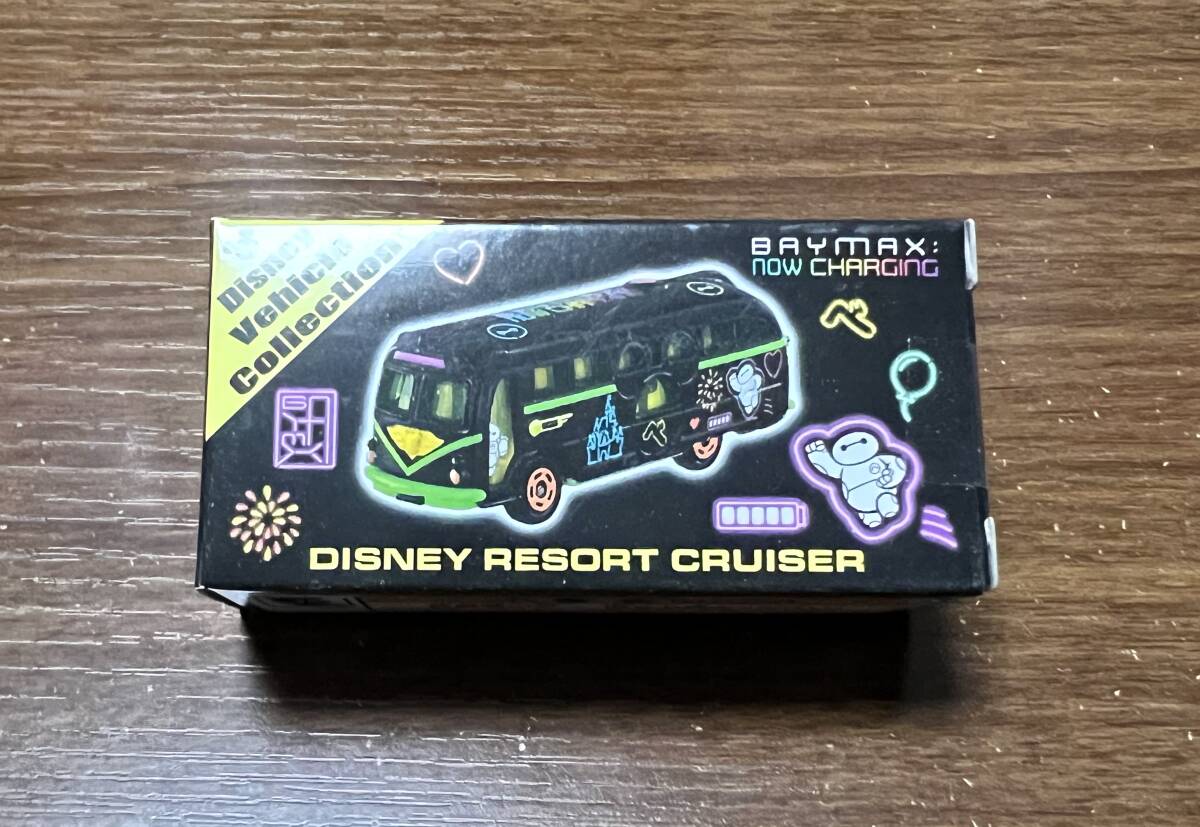 Disney
Vehicle
Collection
BAYMAX:
NOW CHARGING
DISNEY RESORT CRUISER